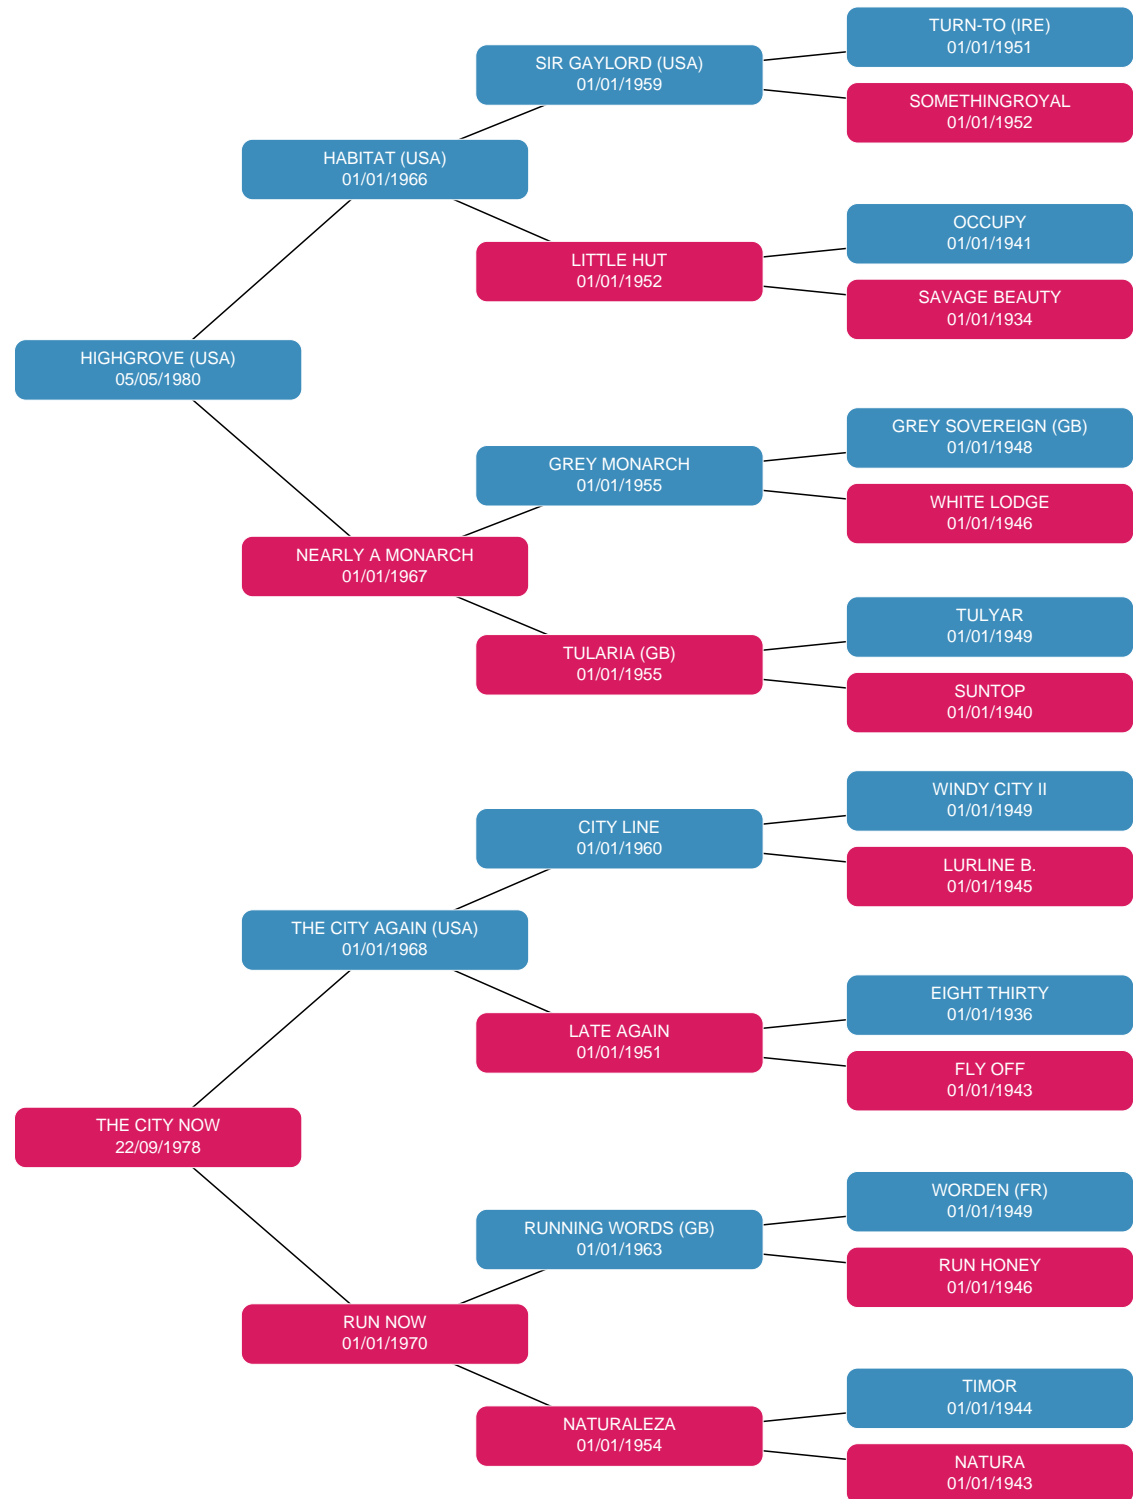 TURN-TO (IRE)
01/01/1951
SIR GAYLORD (USA)
01/01/1959
SOMETHINGROYAL
01/01/1952
HABITAT (USA)
01/01/1966
OCCUPY
01/01/1941
LITTLE HUT
01/01/1952
SAVAGE BEAUTY
01/01/1934
HIGHGROVE (USA)
05/05/1980
GREY SOVEREIGN (GB)
01/01/1948
GREY MONARCH
01/01/1955
WHITE LODGE
01/01/1946
NEARLY A MONARCH
01/01/1967
TULYAR
01/01/1949
TULARIA (GB)
01/01/1955
SUNTOP
01/01/1940
WINDY CITY II
01/01/1949
CITY LINE
01/01/1960
LURLINE B.
01/01/1945
THE CITY AGAIN (USA)
01/01/1968
EIGHT THIRTY
01/01/1936
LATE AGAIN
01/01/1951
FLY OFF
01/01/1943
THE CITY NOW
22/09/1978
WORDEN (FR)
01/01/1949
RUNNING WORDS (GB)
01/01/1963
RUN HONEY
01/01/1946
RUN NOW
01/01/1970
TIMOR
01/01/1944
NATURALEZA
01/01/1954
NATURA
01/01/1943